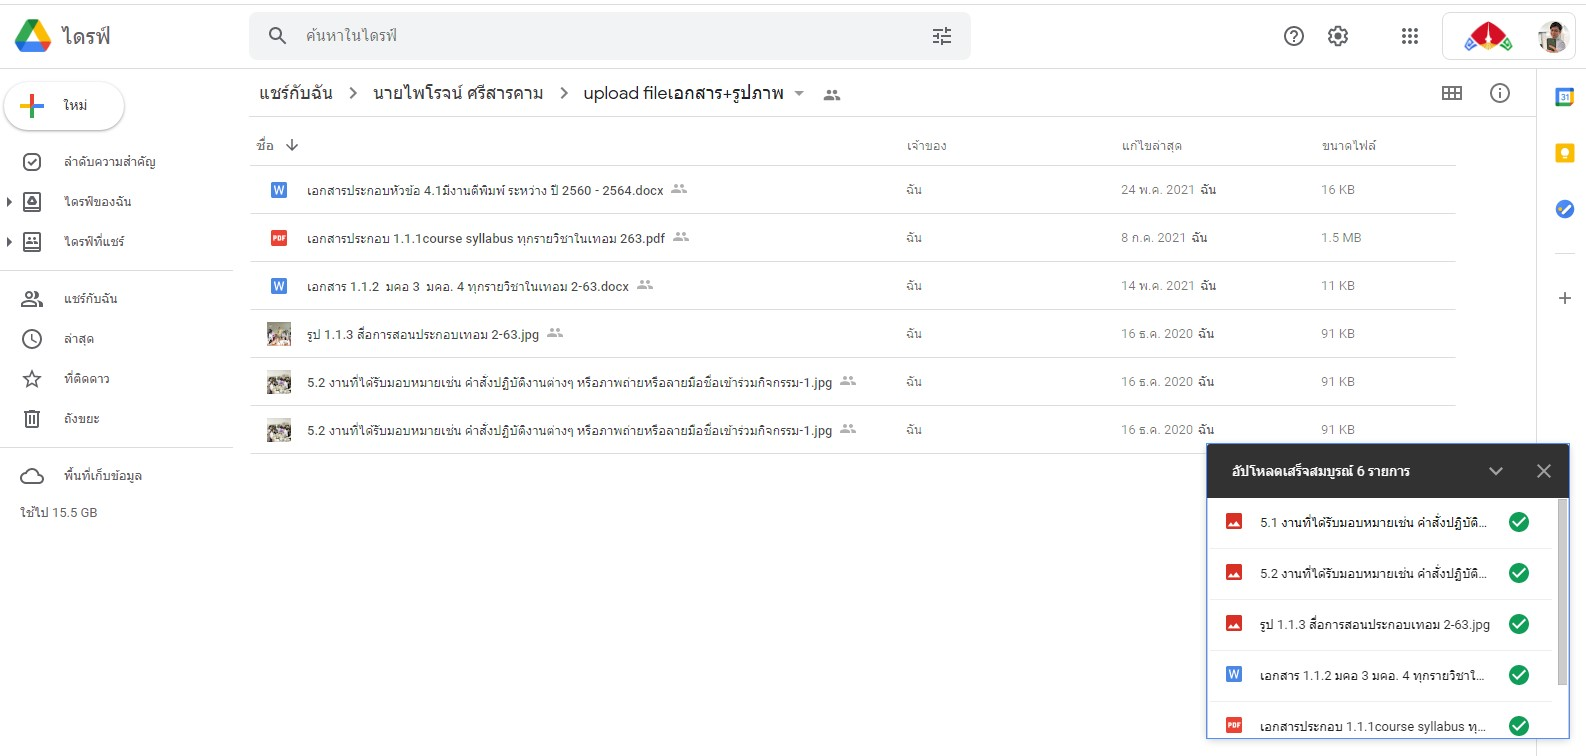 ไดรฟ์
ค้นหาในไดรฟ์
ใหม่
ลำดับความสำคัญ
ไดรฟ์ของฉัน
ไดรฟ์ที่แชร์
แชร์กับฉัน
ล่าสุด
ที่ติดดาว
ถังขยะ
พื้นที่เก็บข้อมูล
ใช้ไป 15.5 GB
แชร์กับฉัน > นายไพโรจน์ ศรีสารคาม > upload fileเอกสาร+รูปภาพ
ชื่อ เจ้าของ แก้ไขล่าสุด ขนาดไฟล์
W เอกสารประกอบหัวข้อ 4.1มีงานตีพิมพ์ ระหว่าง ปี 2560 - 2564.docx ฉัน 24 พ.ค. 2021 ฉัน 16 KB
PDF เอกสารประกอบ 1.1.1course syllabus ทุกรายวิชาในเทอม 263.pdf ฉัน 8 ก.ค. 2021 ฉัน 1.5 MB
W เอกสาร 1.1.2 มคอ 3 มคอ. 4 ทุกรายวิชาในเทอม 2-63.docx ฉัน 14 พ.ค. 2021 ฉัน 11 KB
รูป 1.1.3 สื่อการสอนประกอบเทอม 2-63.jpg ฉัน 16 ธ.ค. 2020 ฉัน 91 KB
5.2 งานที่ได้รับมอบหมายเช่น คำสั่งปฏิบัติงานต่างๆ หรือภาพถ่ายหรือลายมือชื่อเข้าร่วมกิจกรรม-1.jpg ฉัน 16 ธ.ค. 2020 ฉัน 91 KB
5.2 งานที่ได้รับมอบหมายเช่น คำสั่งปฏิบัติงานต่างๆ หรือภาพถ่ายหรือลายมือชื่อเข้าร่วมกิจกรรม-1.jpg ฉัน 16 ธ.ค. 2020 ฉัน 91 KB
อัปโหลดเสร็จสมบูรณ์ 6 รายการ
5.1 งานที่ได้รับมอบหมายเช่น คำสั่งปฏิบัติ...
5.2 งานที่ได้รับมอบหมายเช่น คำสั่งปฏิบัติ...
รูป 1.1.3 สื่อการสอนประกอบเทอม 2-63.jpg
W เอกสาร 1.1.2 มคอ 3 มคอ. 4 ทุกรายวิชาใ...
PDF เอกสารประกอบ 1.1.1course syllabus ทุ...
31